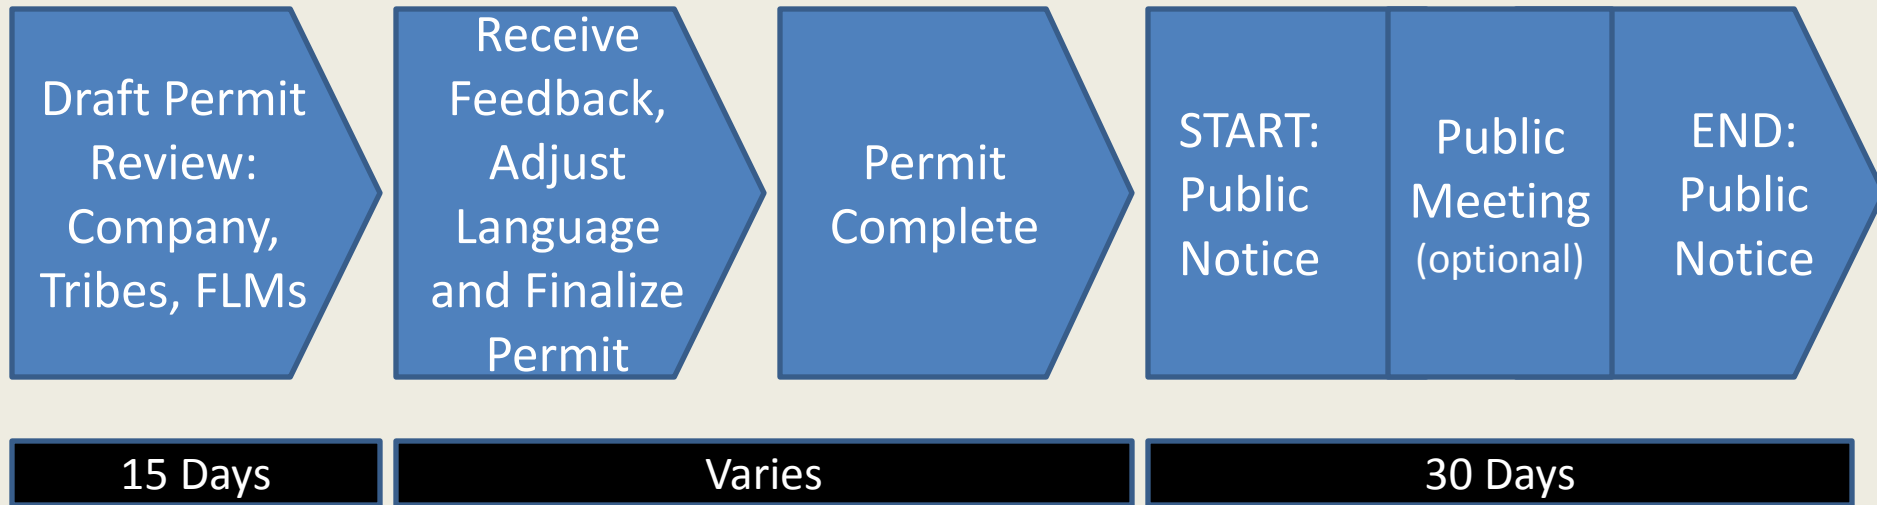 Draft Permit
Review:
Company,
Tribes, FLMs
Receive
Feedback,
Adjust
Language
and Finalize
Permit
Permit
Complete
START:
Public
Notice
Public
Meeting
(optional)
END:
Public
Notice
15 Days
Varies
30 Days